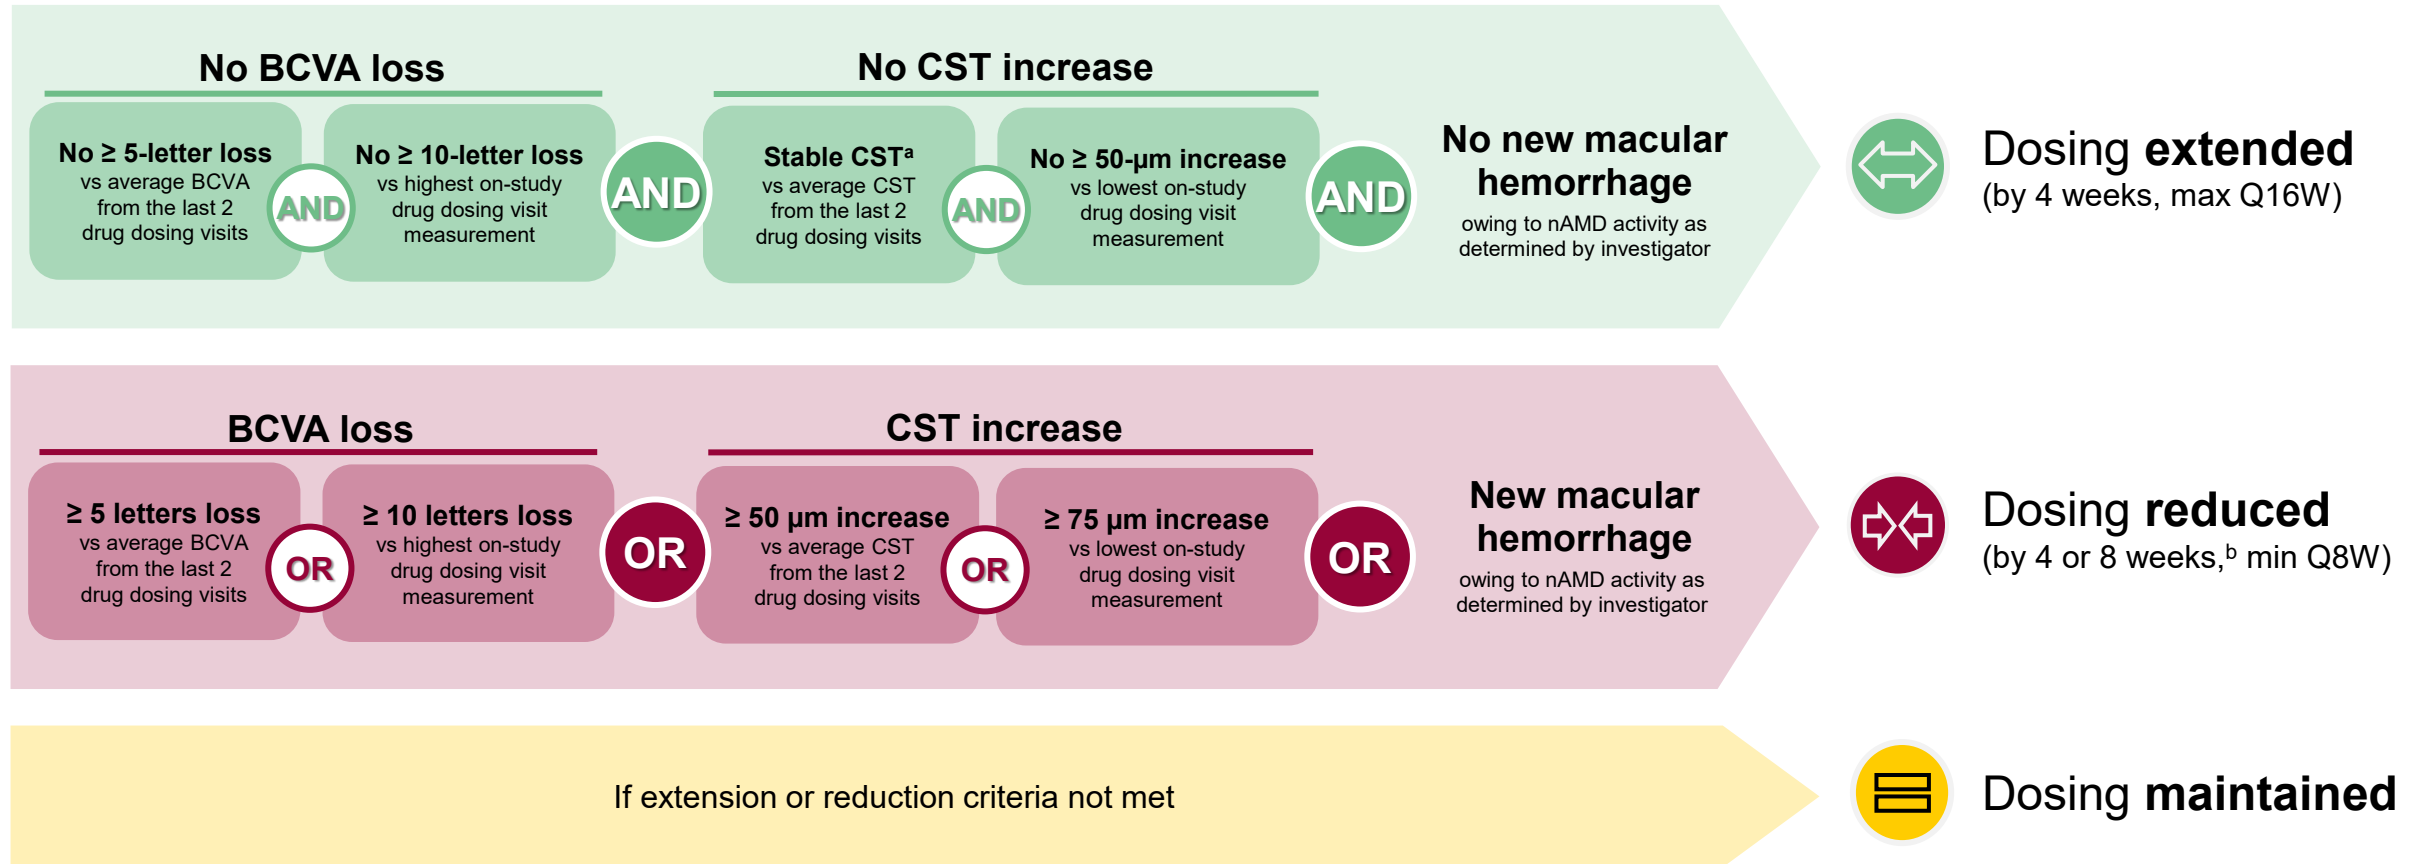 No BCVA loss
No ≥ 5-letter loss
vs average BCVA
from the last 2
drug dosing visits
AND
No ≥ 10-letter loss
vs highest on-study
drug dosing visit
measurement
AND
No CST increase
Stable CSTᵃ
vs average CST
from the last 2
drug dosing visits
AND
No ≥ 50-µm increase
vs lowest on-study
drug dosing visit
measurement
AND
No new macular
hemorrhage
owing to nAMD activity as
determined by investigator
Dosing extended
(by 4 weeks, max Q16W)
BCVA loss
≥ 5 letters loss
vs average BCVA
from the last 2
drug dosing visits
OR
≥ 10 letters loss
vs highest on-study
drug dosing visit
measurement
OR
CST increase
≥ 50 µm increase
vs average CST
from the last 2
drug dosing visits
OR
≥ 75 µm increase
vs lowest on-study
drug dosing visit
measurement
OR
New macular
hemorrhage
owing to nAMD activity as
determined by investigator
Dosing reduced
(by 4 or 8 weeks,ᵇ min Q8W)
If extension or reduction criteria not met
Dosing maintained